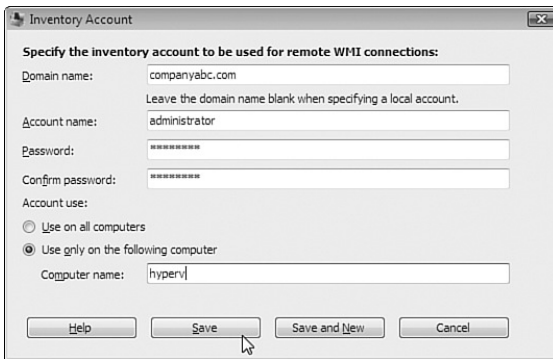 Inventory Account
Specify the inventory account to be used for remote WMI connections:
Domain name: companyabc.com
Leave the domain name blank when specifying a local account.
Account name: administrator
Password: ********
Confirm password: ********
Account use:
Use on all computers
Use only on the following computer
Computer name: hyperv
Help Save Save and New Cancel